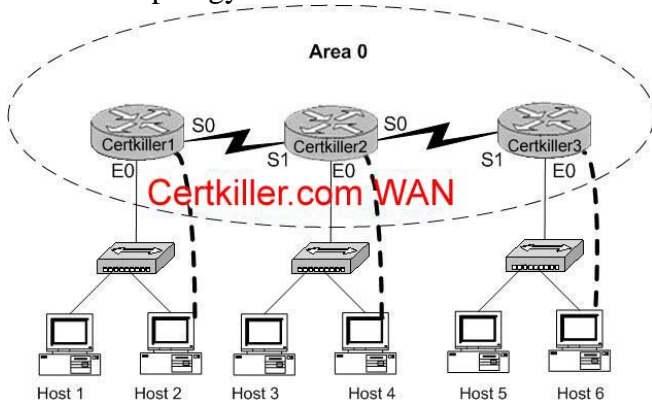 Area 0
Certkiller1
S0
S1
Certkiller2
S0
S1
Certkiller3
E0
E0
E0
Certkiller.com WAN
Host 1
Host 2
Host 3
Host 4
Host 5
Host 6